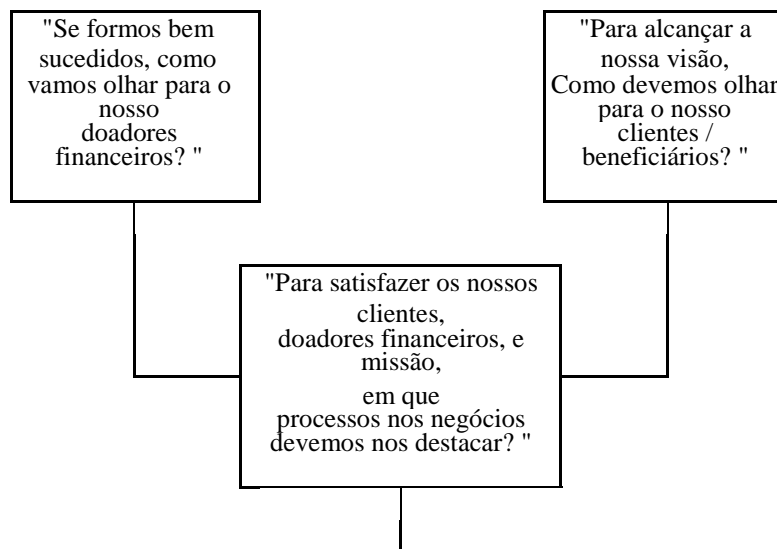 "Se formos bem
sucedidos, como
vamos olhar para o
nosso
doadores
financeiros? "
"Para alcançar a
nossa visão,
Como devemos olhar
para o nosso
clientes /
beneficiários? "
"Para satisfazer os nossos
clientes,
doadores financeiros, e
missão,
em que
processos nos negócios
devemos nos destacar? "